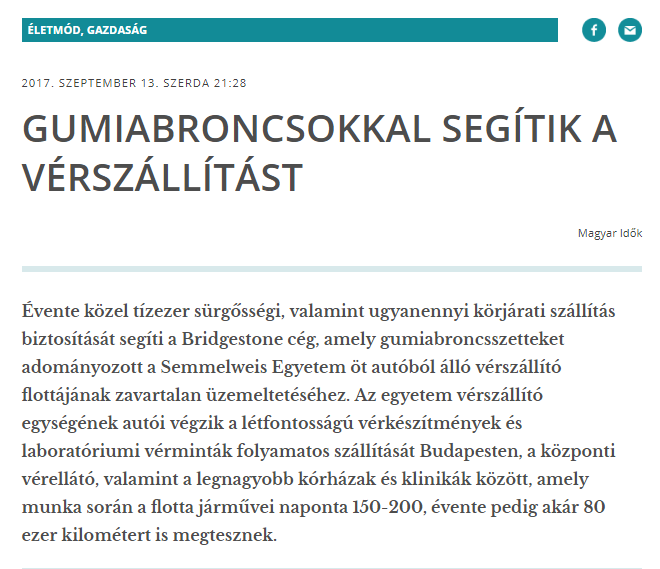 ÉLETMÓD, GAZDASÁG
2017. SZEPTEMBER 13. SZERDA 21:28
GUMIABRONCSOKKAL SEGÍTIK A
VÉRSZÁLLÍTÁST
Magyar Idők
Évente közel tízezer sürgősségi, valamint ugyanennyi körjárati szállítás
biztosítását segíti a Bridgestone cég, amely gumiabroncsszetteket
adományozott a Semmelweis Egyetem öt autóból álló vérszállító
flottájának zavartalan üzemeltetéséhez. Az egyetem vérszállító
egységének autói végzik a létfontosságú vérkészítmények és
laboratóriumi vérminták folyamatos szállítását Budapesten, a központi
vérellátó, valamint a legnagyobb kórházak és klinikák között, amely
munka során a flotta járművei naponta 150-200, évente pedig akár 80
ezer kilométert is megtesznek.